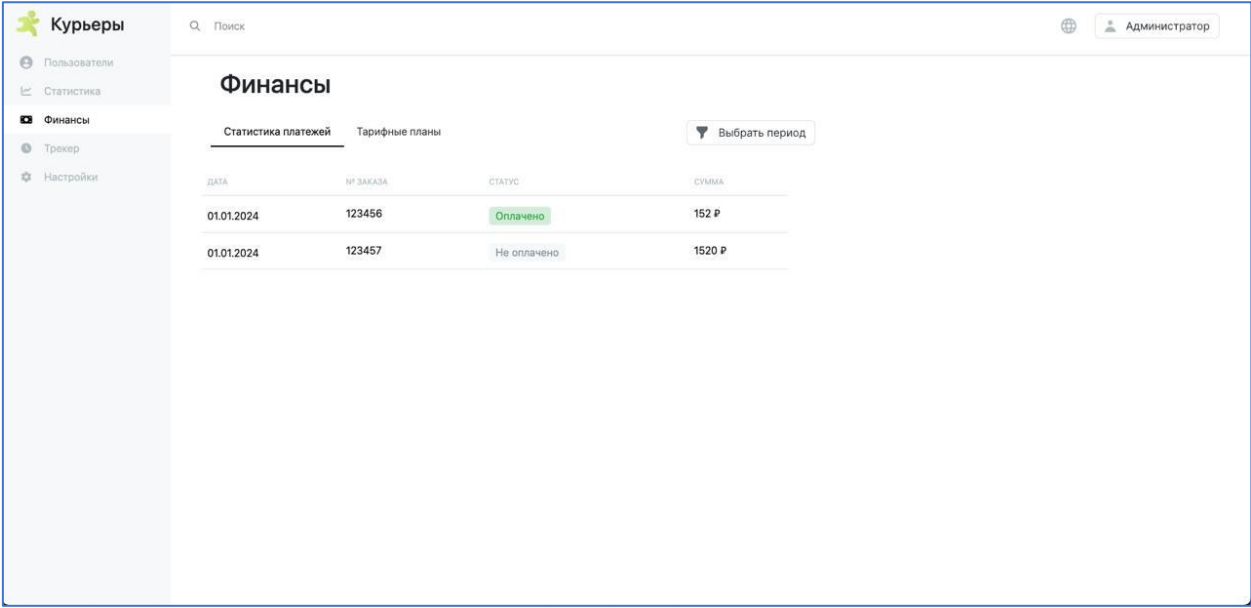 Курьеры
Поиск
Администратор
Пользователи
Статистика
Финансы
Трекер
Настройки
Финансы
Статистика платежей Тарифные планы Выбрать период
ДАТА № ЗАКАЗА СТАТУС СУММА
01.01.2024 123456 Оплачено 152 ₽
01.01.2024 123457 Не оплачено 1520 ₽